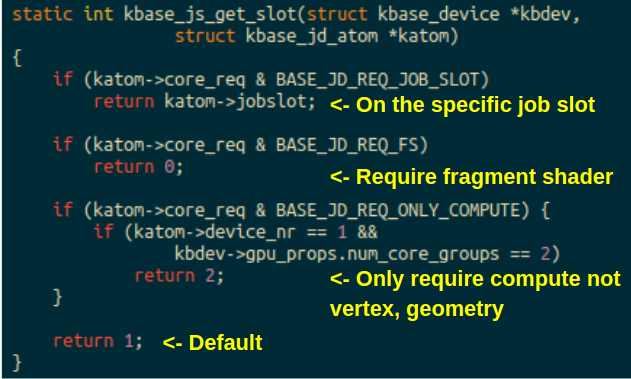 static int kbase_js_get_slot(struct kbase_device *kbdev,
struct kbase_jd_atom *katom)
{
if (katom->core_req & BASE_JD_REQ_JOB_SLOT)
return katom->jobslot; <- On the specific job slot
if (katom->core_req & BASE_JD_REQ_FS)
return 0;
<- Require fragment shader
if (katom->core_req & BASE_JD_REQ_ONLY_COMPUTE) {
if (katom->device_nr == 1 &&
kbdev->gpu_props.num_core_groups == 2)
return 2; <- Only require compute not
vertex, geometry
}
return 1; <- Default
}